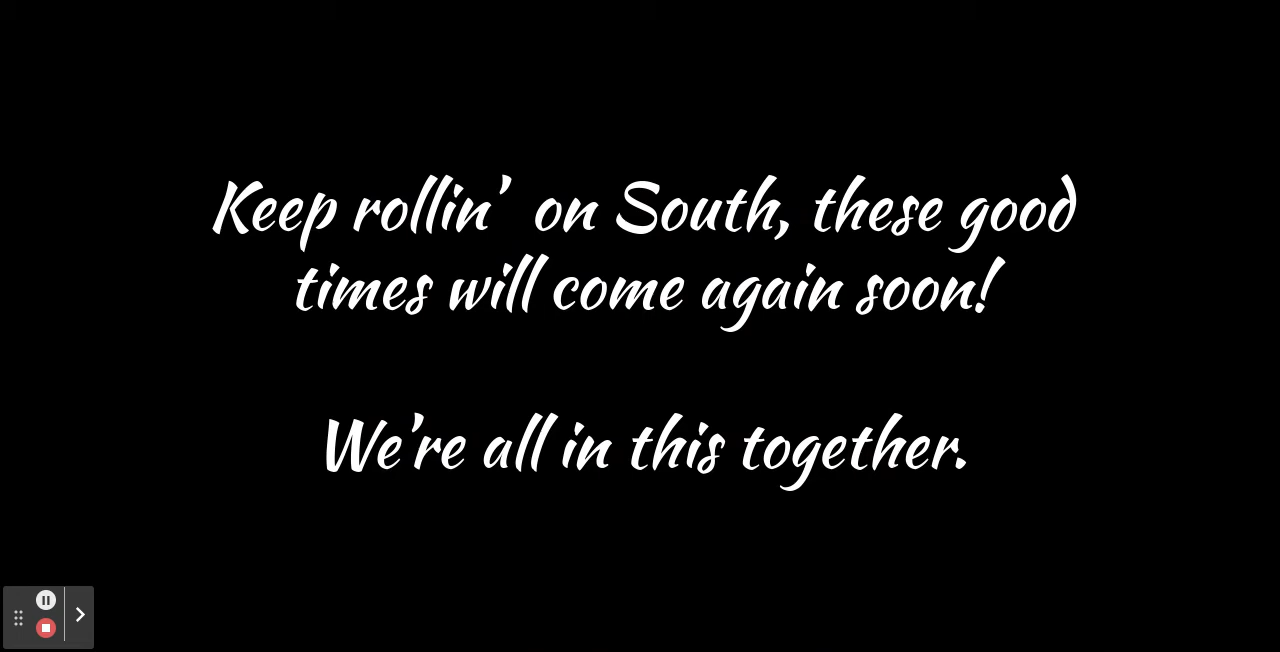 Keep rollin' on South, these good
times will come again soon!
We're all in this together.